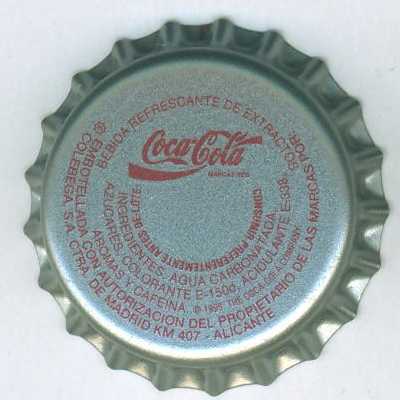 BEBIDA REFRESCANTE DE EXTRACTOS
Coca-Cola
MARCAS REG.
CONSUMIR PREFERENTEMENTE ANTES DE:
INGREDIENTES: AGUA CARBONATADA,
AZUCARES, COLORANTE E-150d, ACIDULANTE E-338,
AROMAS Y CAFEINA. © 1995 THE COCA-COLA COMPANY
® EMBOTELLADA CON AUTORIZACION DEL PROPIETARIO DE LAS MARCAS POR:
COLEBEGA S.A. CTRA. DE MADRID KM 407 - ALICANTE